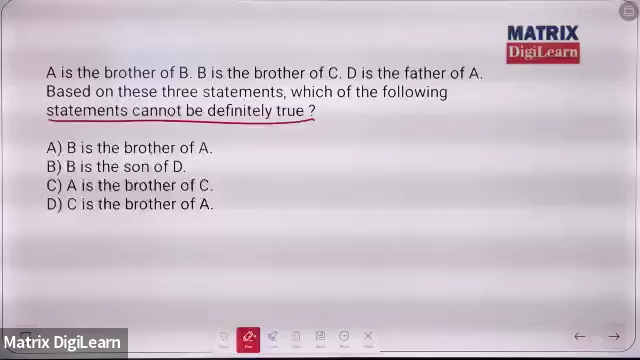 MATRIX
DigiLearn
A is the brother of B. B is the brother of C. D is the father of A.
Based on these three statements, which of the following
statements cannot be definitely true ?
A) B is the brother of A.
B) B is the son of D.
C) A is the brother of C.
D) C is the brother of A.
Matrix DigiLearn